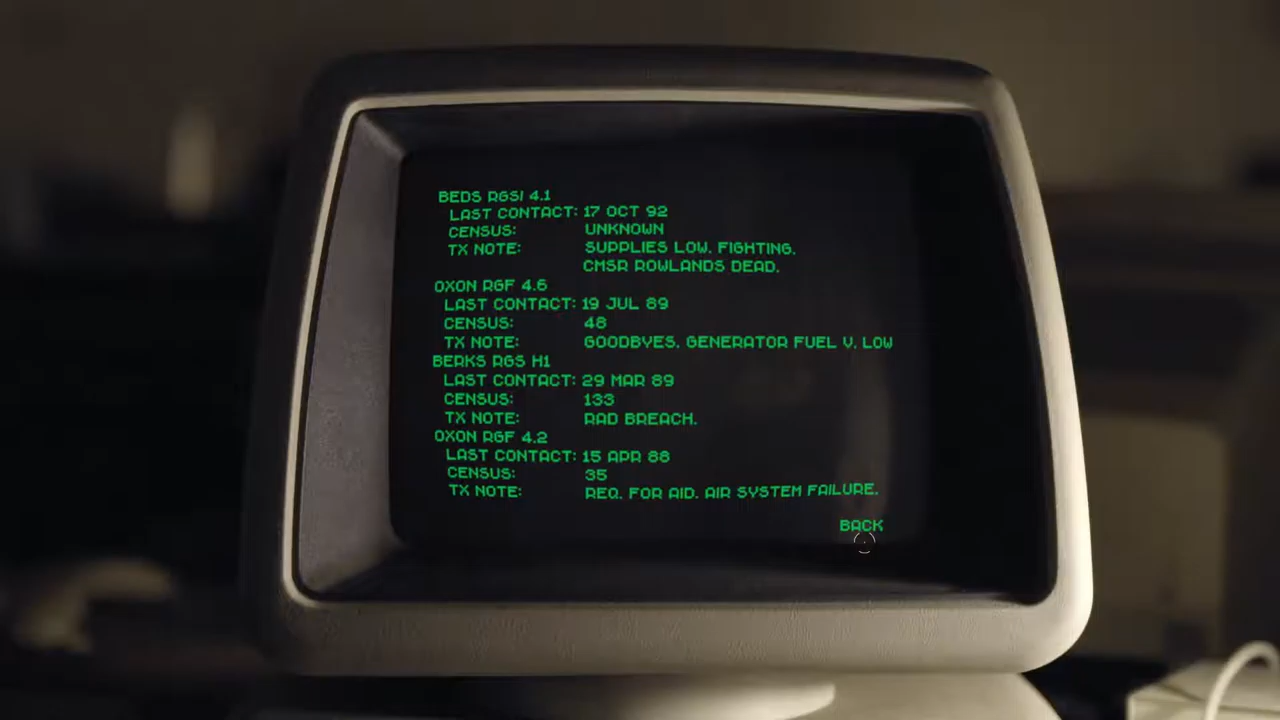 BEDS RGS! 4.1
LAST CONTACT: 17 OCT 92
CENSUS: UNKNOWN
TX NOTE: SUPPLIES LOW. FIGHTING.
CMSR ROWLANDS DEAD.
OXON RGF 4.6
LAST CONTACT: 19 JUL 89
CENSUS: 48
TX NOTE: GOODBYES. GENERATOR FUEL V. LOW
BERKS RGS H1
LAST CONTACT: 29 MAR 89
CENSUS: 133
TX NOTE: RAD BREACH.
OXON RGF 4.2
LAST CONTACT: 15 APR 88
CENSUS: 35
TX NOTE: REQ. FOR AID. AIR SYSTEM FAILURE.
BACK